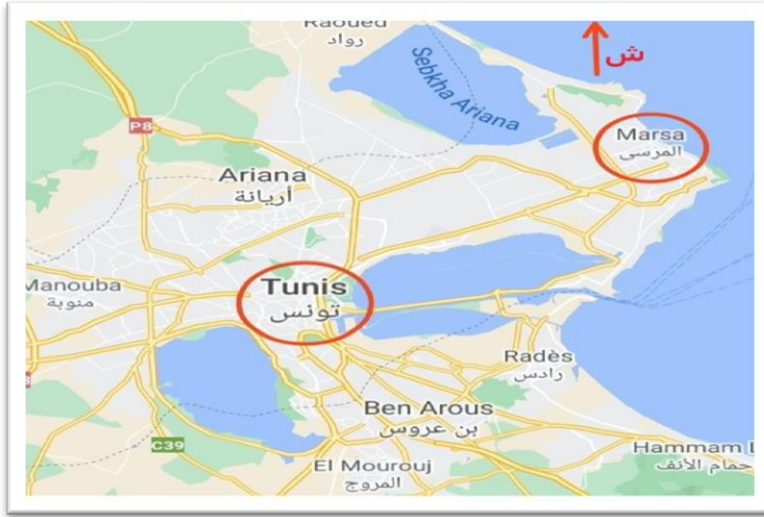 Raoued
رواد
ش
Sebkha Ariana
Marsa
المرسى
P8
Ariana
أريانة
Manouba
منوبة
Tunis
تونس
Radès
رادس
Ben Arous
بن عروس
C39
El Mourouj
المروج
Hammam L
حمام الأنف